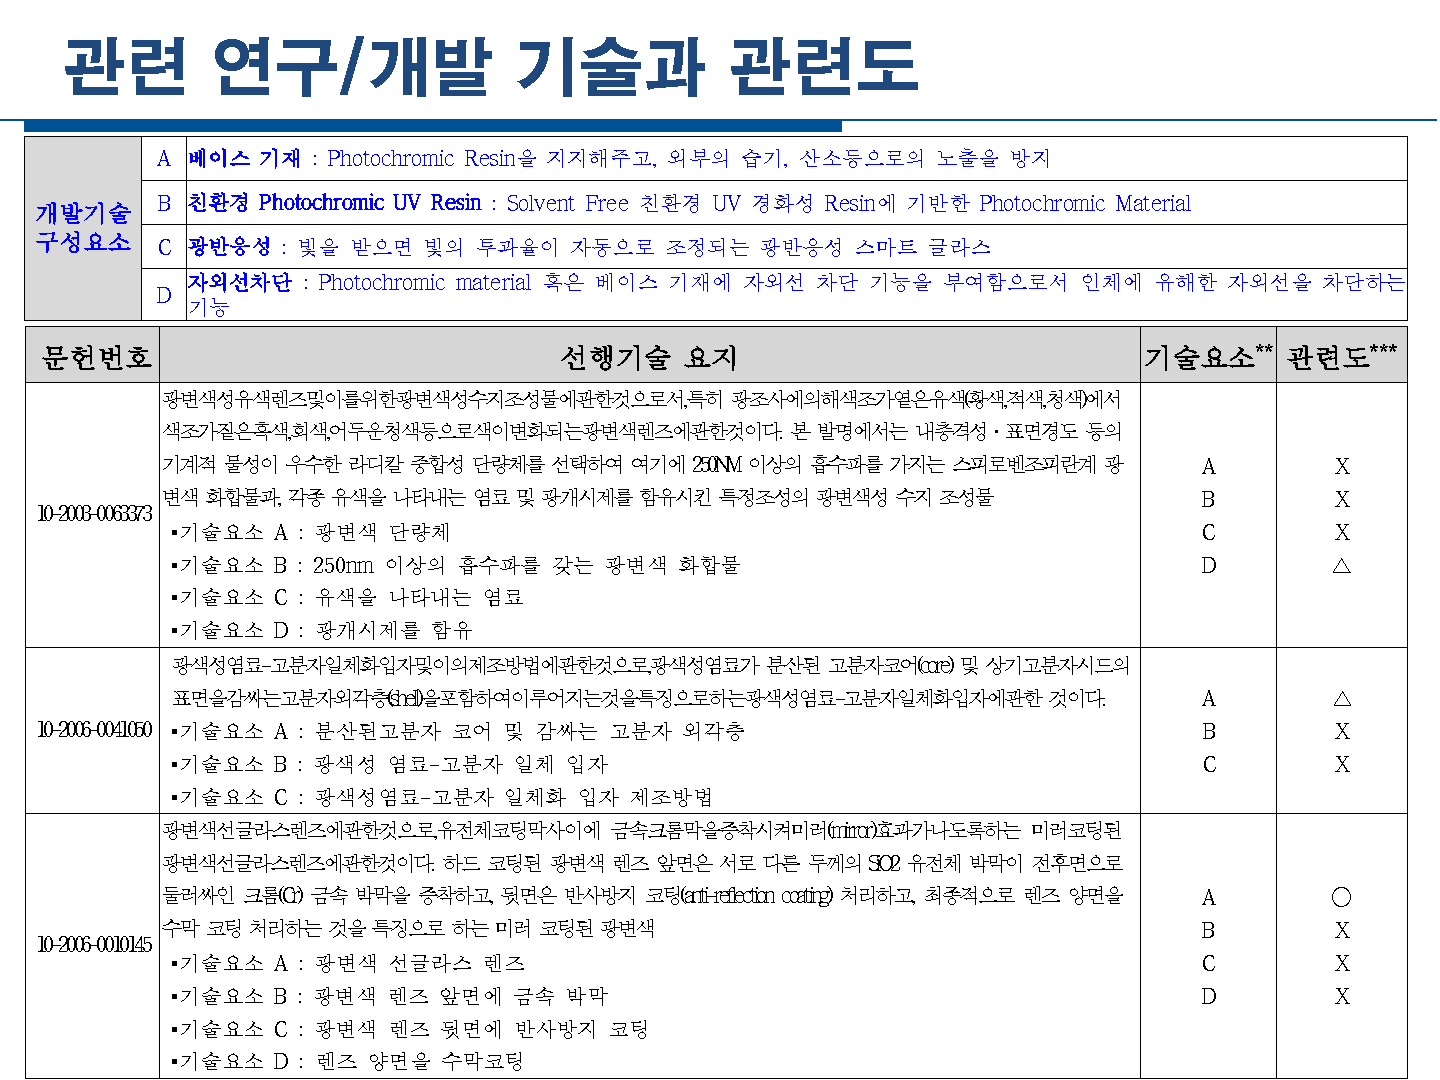 관련 연구/개발 기술과 관련도
개발기술
구성요소
A 베이스 기재 : Photochromic Resin을 지지해주고, 외부의 습기, 산소등으로의 노출을 방지
B 친환경 Photochromic UV Resin : Solvent Free 친환경 UV 경화성 Resin에 기반한 Photochromic Material
C 광반응성 : 빛을 받으면 빛의 투과율이 자동으로 조정되는 광반응성 스마트 글라스
D 자외선차단 : Photochromic material 혹은 베이스 기재에 자외선 차단 기능을 부여함으로서 인체에 유해한 자외선을 차단하는
기능
문헌번호 선행기술 요지 기술요소** 관련도***
10-2003-0063373
광변색성유색렌즈및이를위한광변색성수지조성물에관한것으로서,특히 광조사에의해색조가옅은유색(황색,적색,청색)에서
색조가짙은흑색,회색,어두운청색등으로색이변화되는광변색렌즈에관한것이다. 본 발명에서는 내충격성·표면경도 등의
기계적 물성이 우수한 라디칼 중합성 단량체를 선택하여 여기에 250NM 이상의 흡수파를 가지는 스피로벤조피란계 광
변색 화합물과, 각종 유색을 나타내는 염료 및 광개시제를 함유시킨 특정조성의 광변색성 수지 조성물
▪기술요소 A : 광변색 단량체
▪기술요소 B : 250nm 이상의 흡수파를 갖는 광변색 화합물
▪기술요소 C : 유색을 나타내는 염료
▪기술요소 D : 광개시제를 함유
A X
B X
C X
D △
10-2006-0041050
광색성염료-고분자일체화입자및이의제조방법에관한것으로,광색성염료가 분산된 고분자코어(core) 및 상기고분자시드의
표면을감싸는고분자외각층(shell)을포함하여이루어지는것을특징으로하는광색성염료-고분자일체화입자에관한 것이다.
▪기술요소 A : 분산된고분자 코어 및 감싸는 고분자 외각층
▪기술요소 B : 광색성 염료-고분자 일체 입자
▪기술요소 C : 광색성염료-고분자 일체화 입자 제조방법
A △
B X
C X
10-2006-0010145
광변색선글라스렌즈에관한것으로,유전체코팅막사이에 금속크롬막을증착시켜미러(mirror)효과가나도록하는 미러코팅된
광변색선글라스렌즈에관한것이다. 하드 코팅된 광변색 렌즈 앞면은 서로 다른 두께의 SiO2 유전체 박막이 전후면으로
둘러싸인 크롬(Cr) 금속 박막을 증착하고, 뒷면은 반사방지 코팅(anti-reflection coating) 처리하고, 최종적으로 렌즈 양면을
수막 코팅 처리하는 것을 특징으로 하는 미러 코팅된 광변색
▪기술요소 A : 광변색 선글라스 렌즈
▪기술요소 B : 광변색 렌즈 앞면에 금속 박막
▪기술요소 C : 광변색 렌즈 뒷면에 반사방지 코팅
▪기술요소 D : 렌즈 양면을 수막코팅
A ○
B X
C X
D X